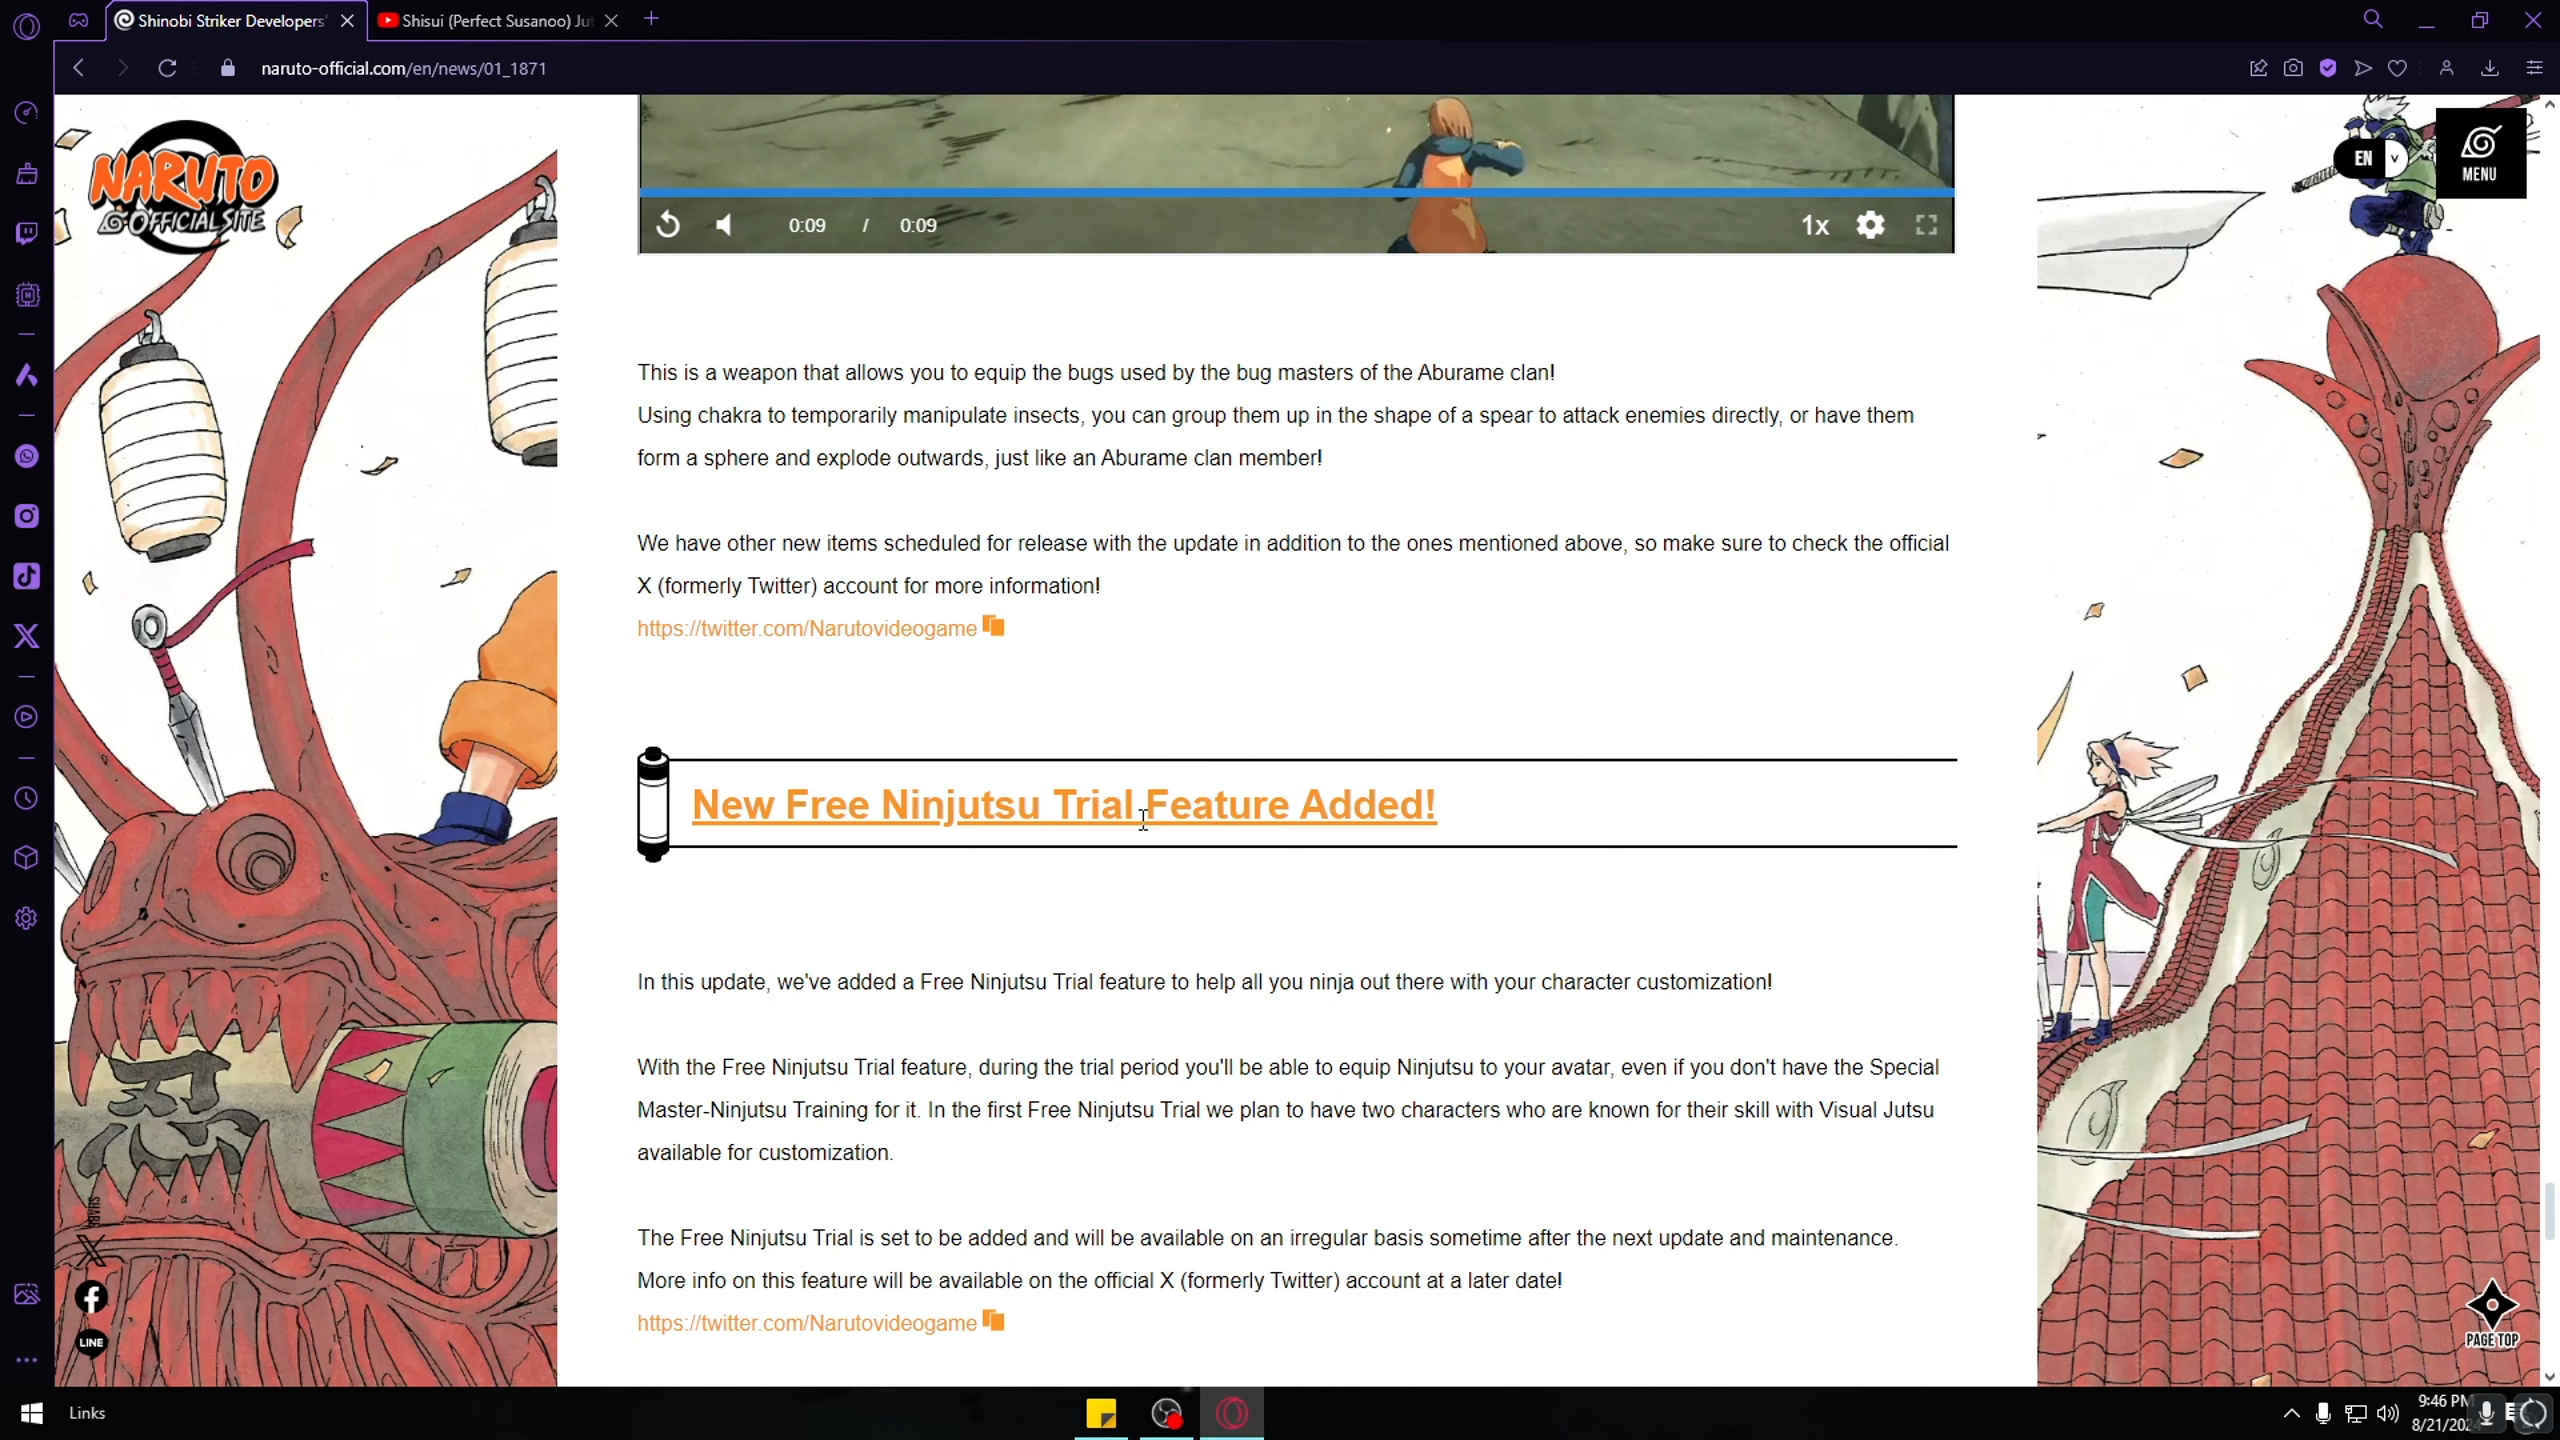 Shinobi Striker Developers'
Shisui (Perfect Susanoo) Jut
naruto-official.com/en/news/01_1871
NARUTO
OFFICIAL SITE
EN
MENU
0:09 / 0:09
1x
This is a weapon that allows you to equip the bugs used by the bug masters of the Aburame clan!
Using chakra to temporarily manipulate insects, you can group them up in the shape of a spear to attack enemies directly, or have them
form a sphere and explode outwards, just like an Aburame clan member!
We have other new items scheduled for release with the update in addition to the ones mentioned above, so make sure to check the official
X (formerly Twitter) account for more information!
https://twitter.com/Narutovideogame
New Free Ninjutsu Trial Feature Added!
In this update, we've added a Free Ninjutsu Trial feature to help all you ninja out there with your character customization!
With the Free Ninjutsu Trial feature, during the trial period you'll be able to equip Ninjutsu to your avatar, even if you don't have the Special
Master-Ninjutsu Training for it. In the first Free Ninjutsu Trial we plan to have two characters who are known for their skill with Visual Jutsu
available for customization.
The Free Ninjutsu Trial is set to be added and will be available on an irregular basis sometime after the next update and maintenance.
More info on this feature will be available on the official X (formerly Twitter) account at a later date!
https://twitter.com/Narutovideogame
忍
SHARE
LINE
PAGE TOP
Links
9:46 PM
8/21/202